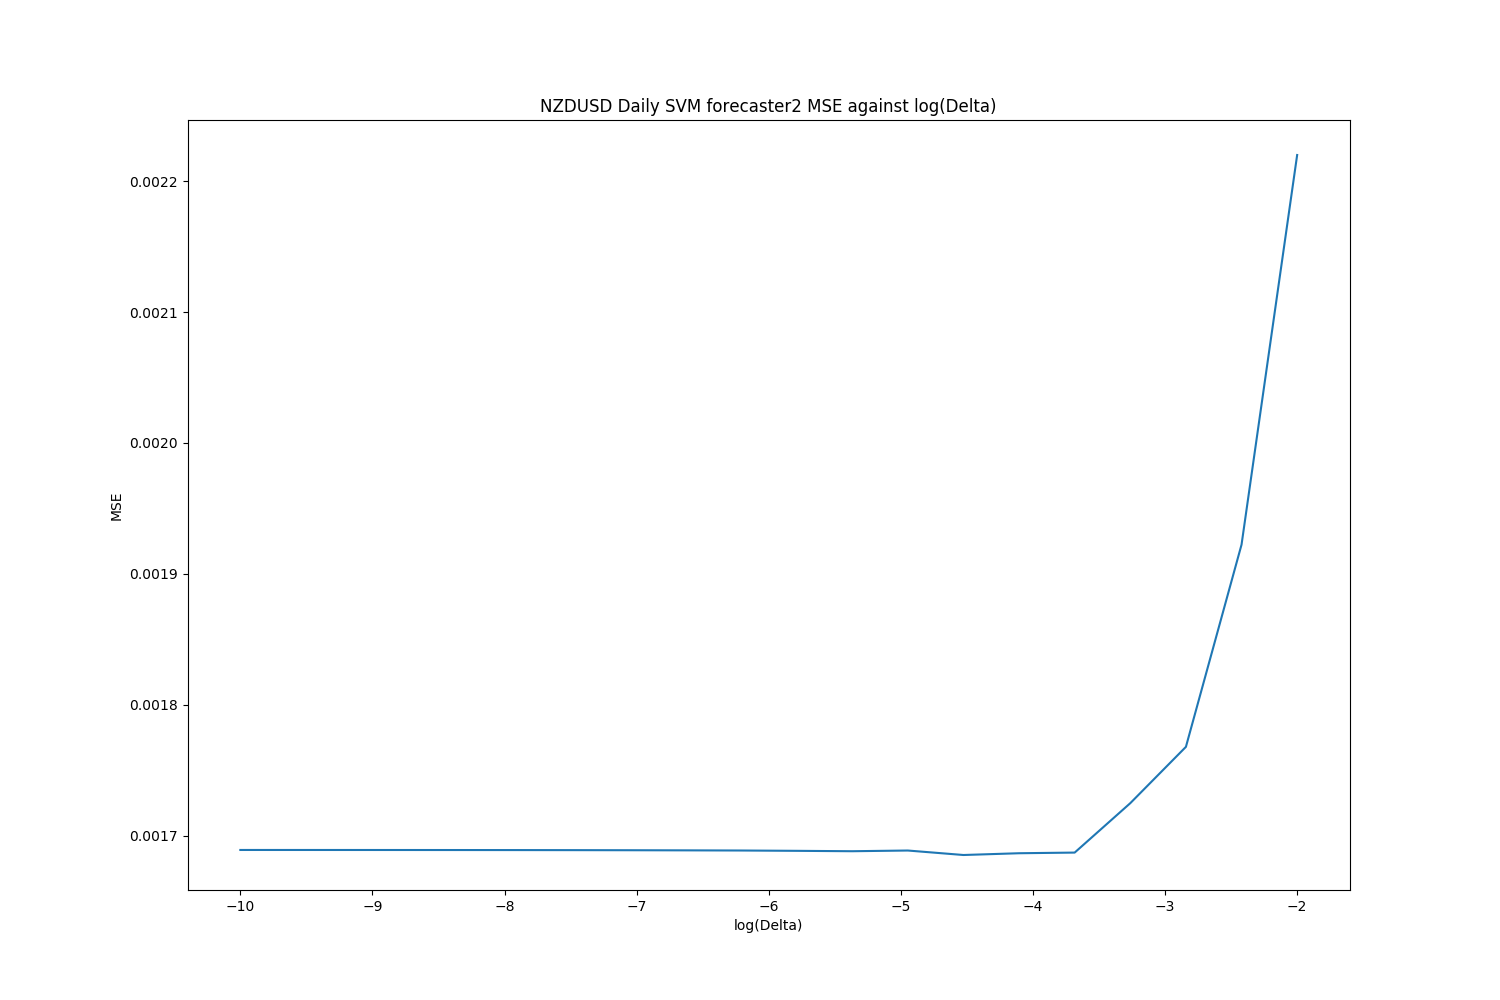 NZDUSD Daily SVM forecaster2 MSE against log(Delta)
0.0022
0.0021
0.0020
0.0019
0.0018
0.0017
MSE
−10 −9 −8 −7 −6 −5 −4 −3 −2
log(Delta)